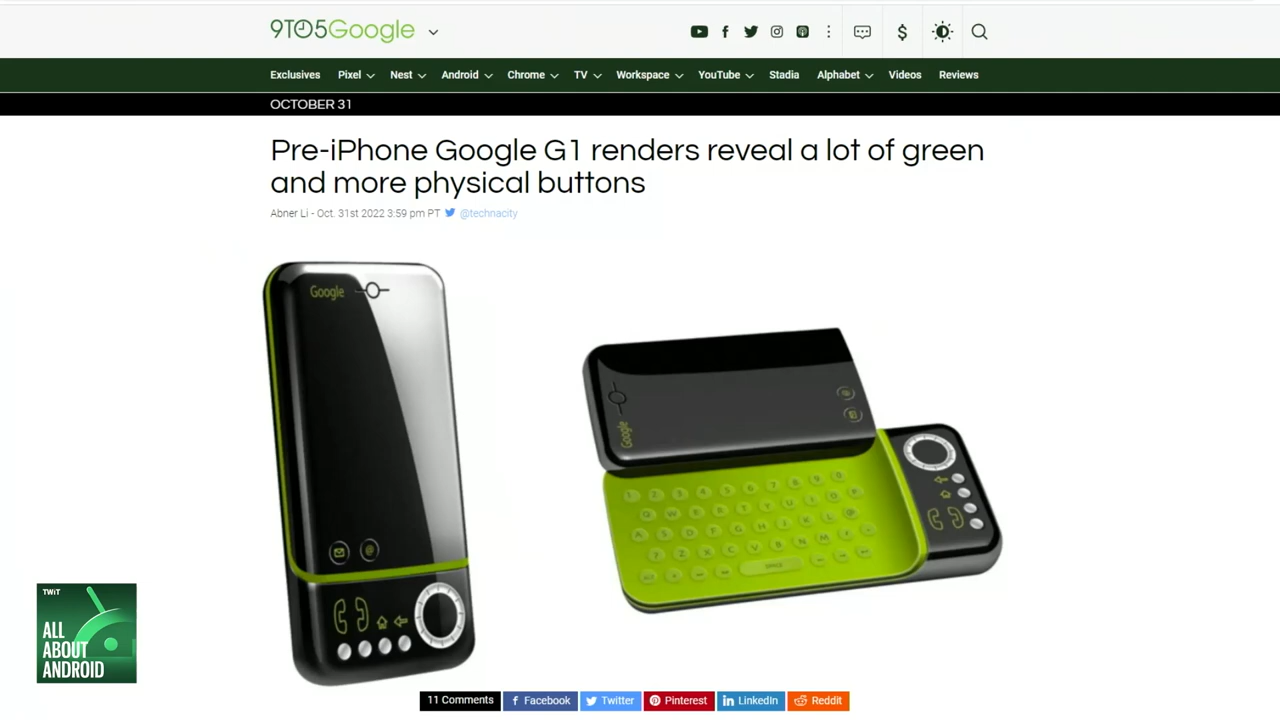 9TO5Google
Exclusives Pixel Nest Android Chrome TV Workspace YouTube Stadia Alphabet Videos Reviews
OCTOBER 31
Pre-iPhone Google G1 renders reveal a lot of green
and more physical buttons
Abner Li - Oct. 31st 2022 3:59 pm PT @technacity
Google
Google
SPACE
TWiT
ALL
ABOUT
ANDROID
11 Comments Facebook Twitter Pinterest LinkedIn Reddit